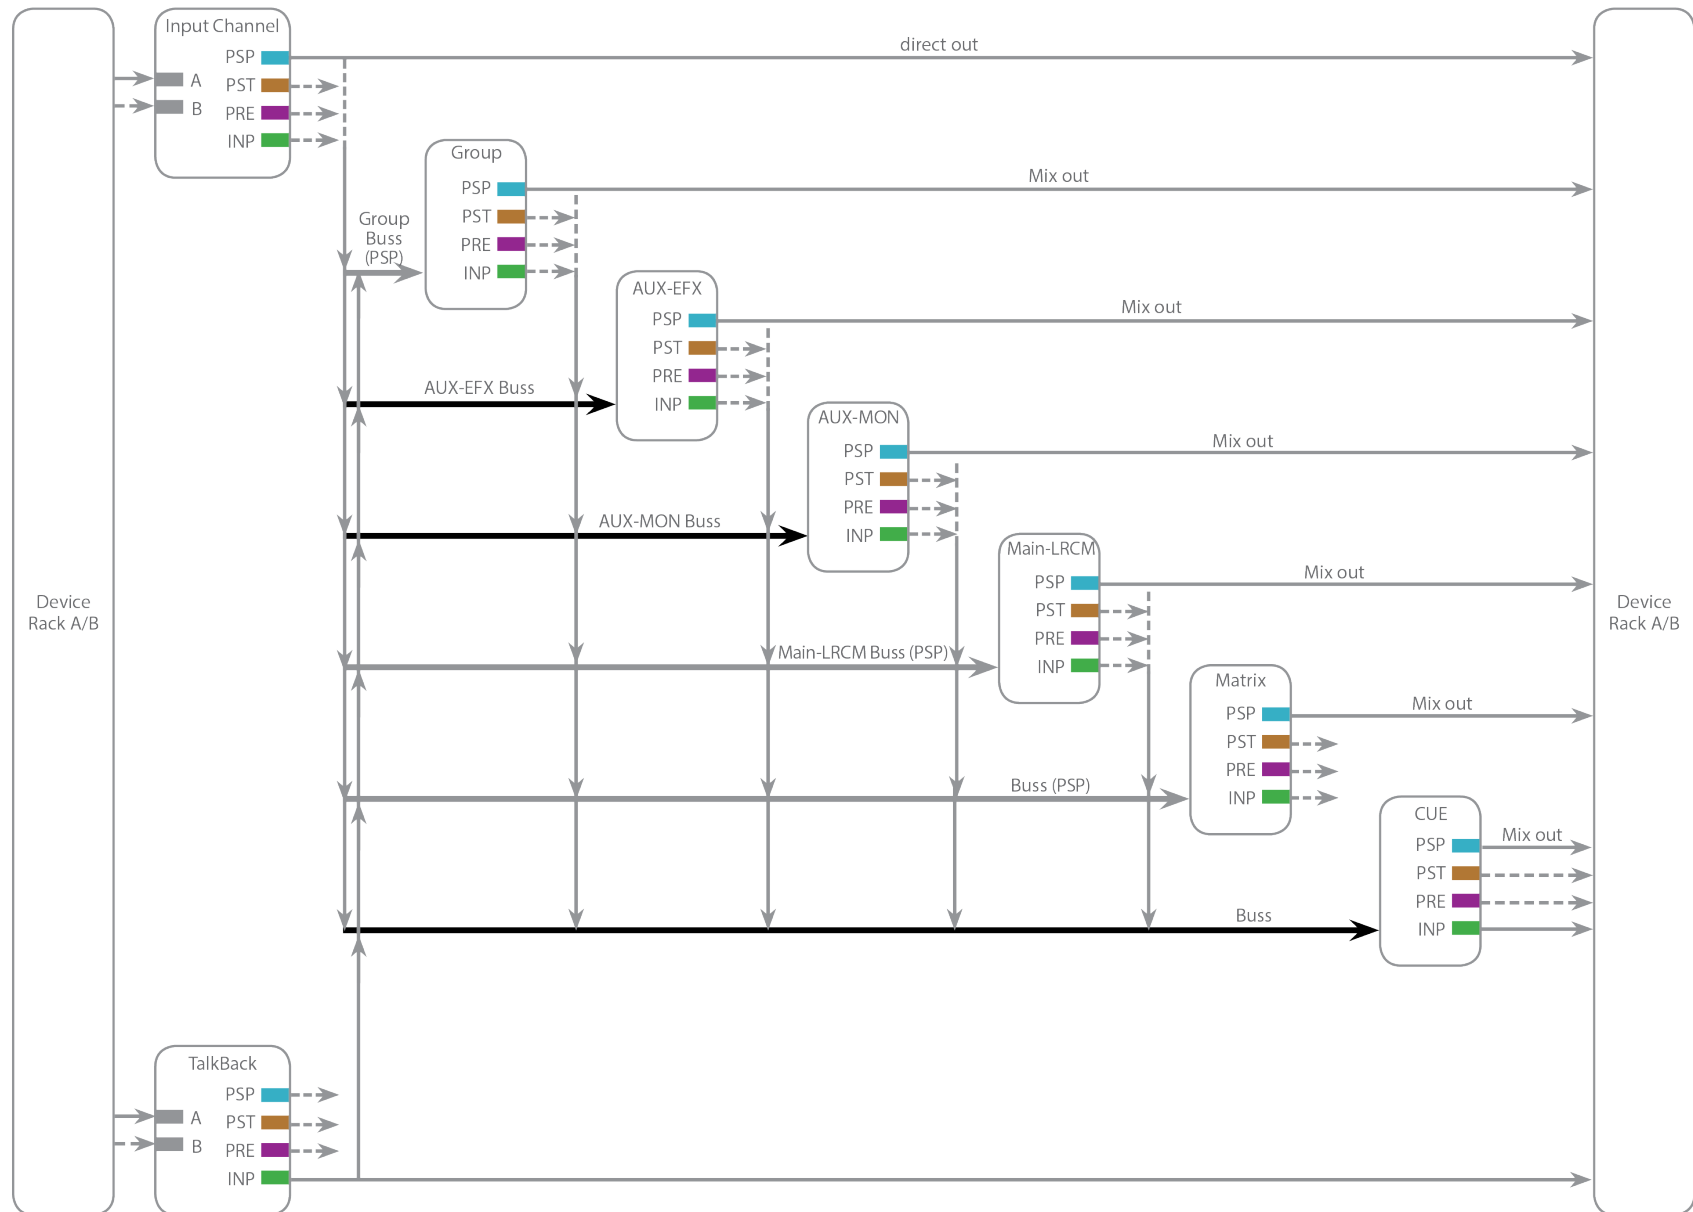 Input Channel
PSP
PST
PRE
INP
A
B
direct out
Group
PSP
PST
PRE
INP
Mix out
Group
Buss
(PSP)
AUX-EFX
PSP
PST
PRE
INP
Mix out
AUX-EFX Buss
AUX-MON
PSP
PST
PRE
INP
Mix out
AUX-MON Buss
Main-LRCM
PSP
PST
PRE
INP
Mix out
Device
Rack A/B
Device
Rack A/B
Main-LRCM Buss (PSP)
Matrix
PSP
PST
PRE
INP
Mix out
Buss (PSP)
CUE
PSP
PST
PRE
INP
Mix out
Buss
TalkBack
PSP
PST
PRE
INP
A
B